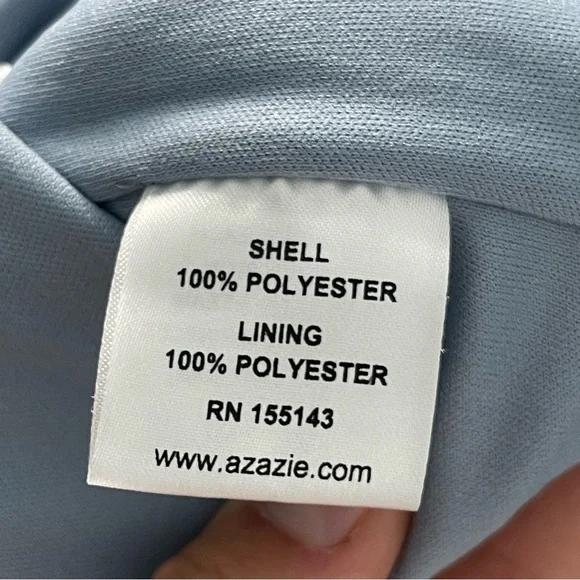 SHELL
100% POLYESTER
LINING
100% POLYESTER
RN 155143
www.azazie.com